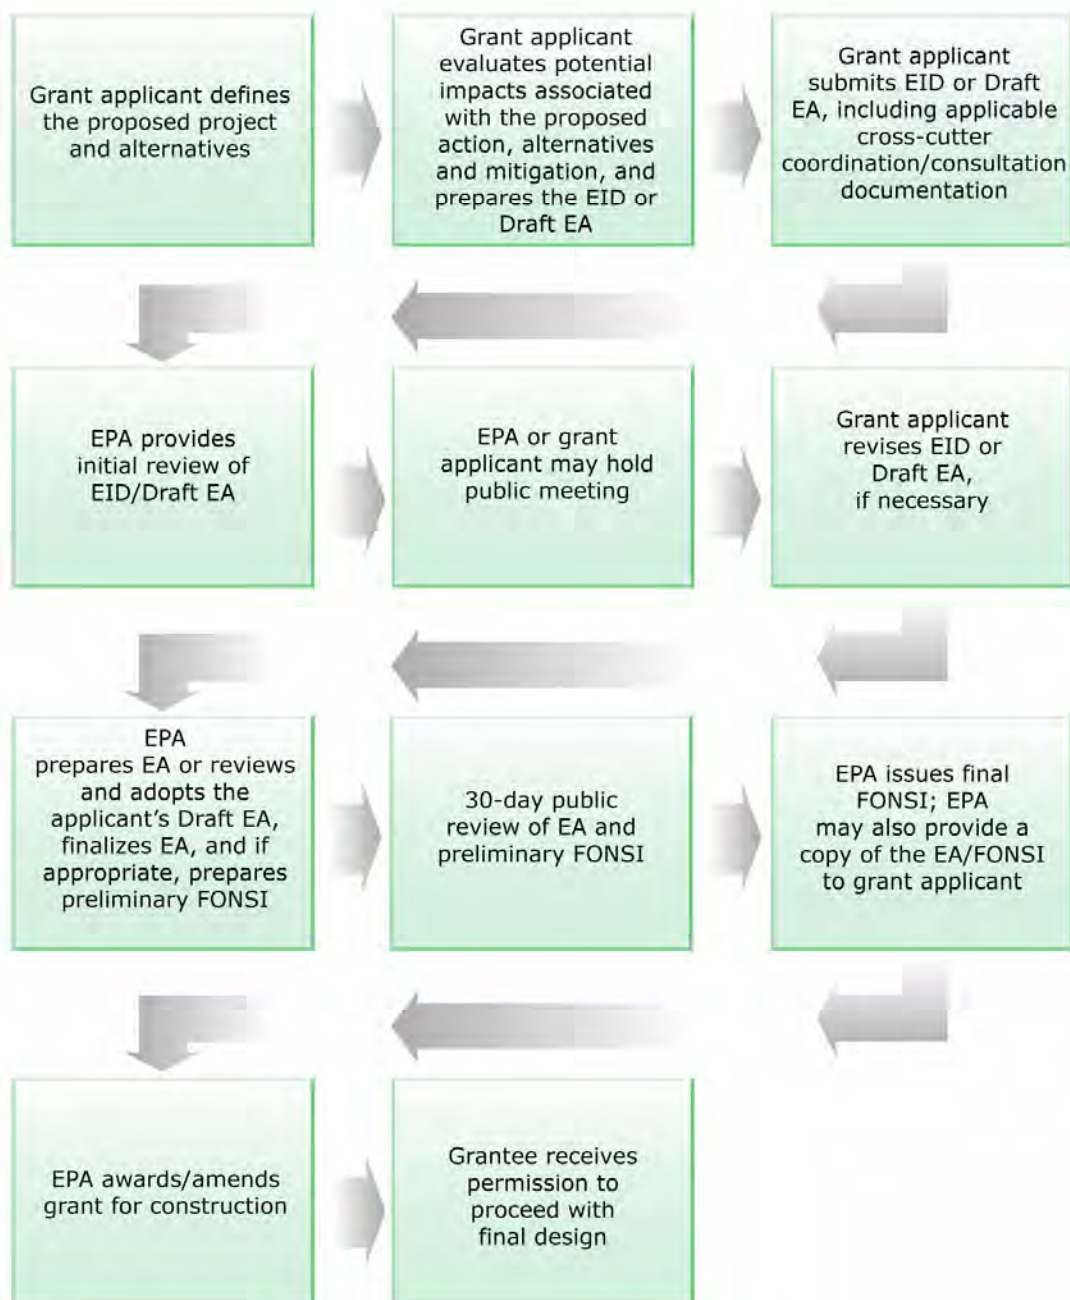 Grant applicant defines
the proposed project
and alternatives
Grant applicant
evaluates potential
impacts associated
with the proposed
action, alternatives
and mitigation, and
prepares the EID or
Draft EA
Grant applicant
submits EID or Draft
EA, including applicable
cross-cutter
coordination/consultation
documentation
EPA provides
initial review of
EID/Draft EA
EPA or grant
applicant may hold
public meeting
Grant applicant
revises EID or
Draft EA,
if necessary
EPA
prepares EA or reviews
and adopts the
applicant's Draft EA,
finalizes EA, and if
appropriate, prepares
preliminary FONSI
30-day public
review of EA and
preliminary FONSI
EPA issues final
FONSI; EPA
may also provide a
copy of the EA/FONSI
to grant applicant
EPA awards/amends
grant for construction
Grantee receives
permission to
proceed with
final design